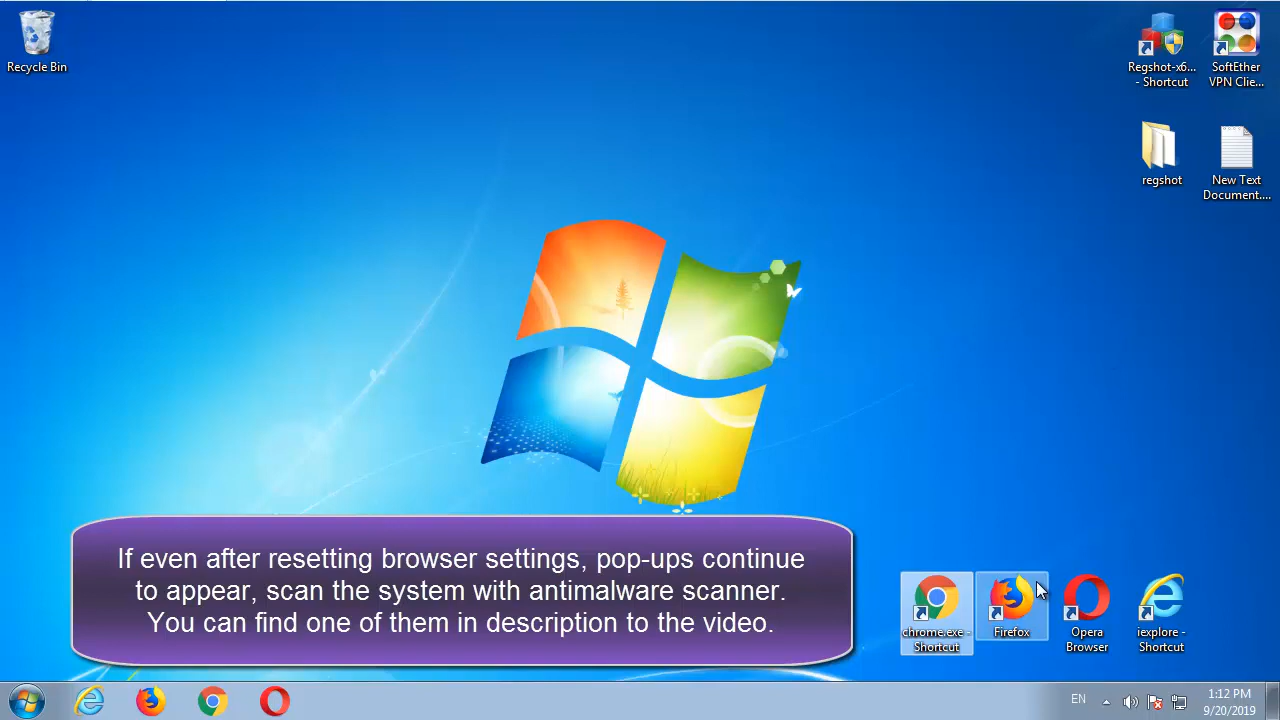 Recycle Bin
Regshot-x6...
- Shortcut
SoftEther
VPN Clie...
regshot
New Text
Document....
If even after resetting browser settings, pop-ups continue
to appear, scan the system with antimalware scanner.
You can find one of them in description to the video.
chrome.exe -
Shortcut
Firefox
Opera
Browser
iexplore -
Shortcut
EN
1:12 PM
9/20/2019